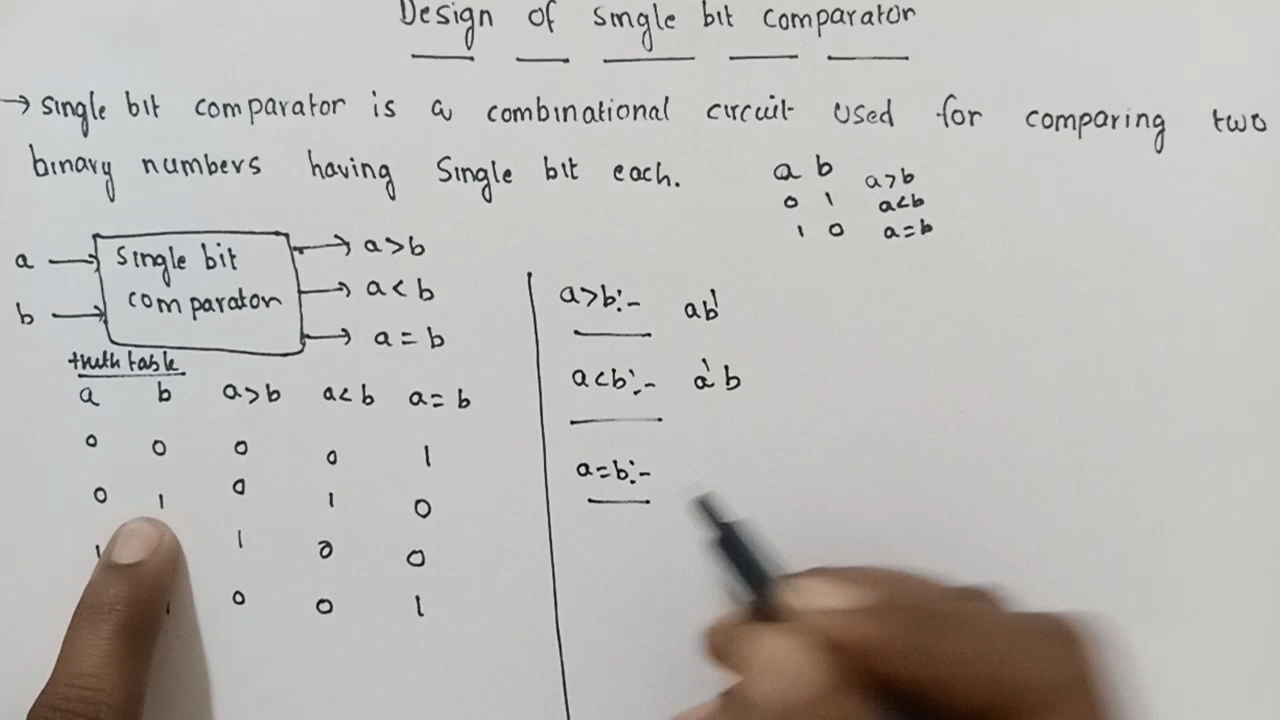 Design of single bit comparator
→ single bit comparator is a combinational circuit used for comparing two
binary numbers having single bit each.
a b a>b
0 1 a<b
1 0 a=b
a
b
single bit
comparator
a>b
a<b
a=b
truth table
a b a>b a<b a=b
0 0 0 0 1
0 1 0 1 0
1 1 0 0
1 0 0 1
a>b:- ab'
a<b:- a'b
a=b:-